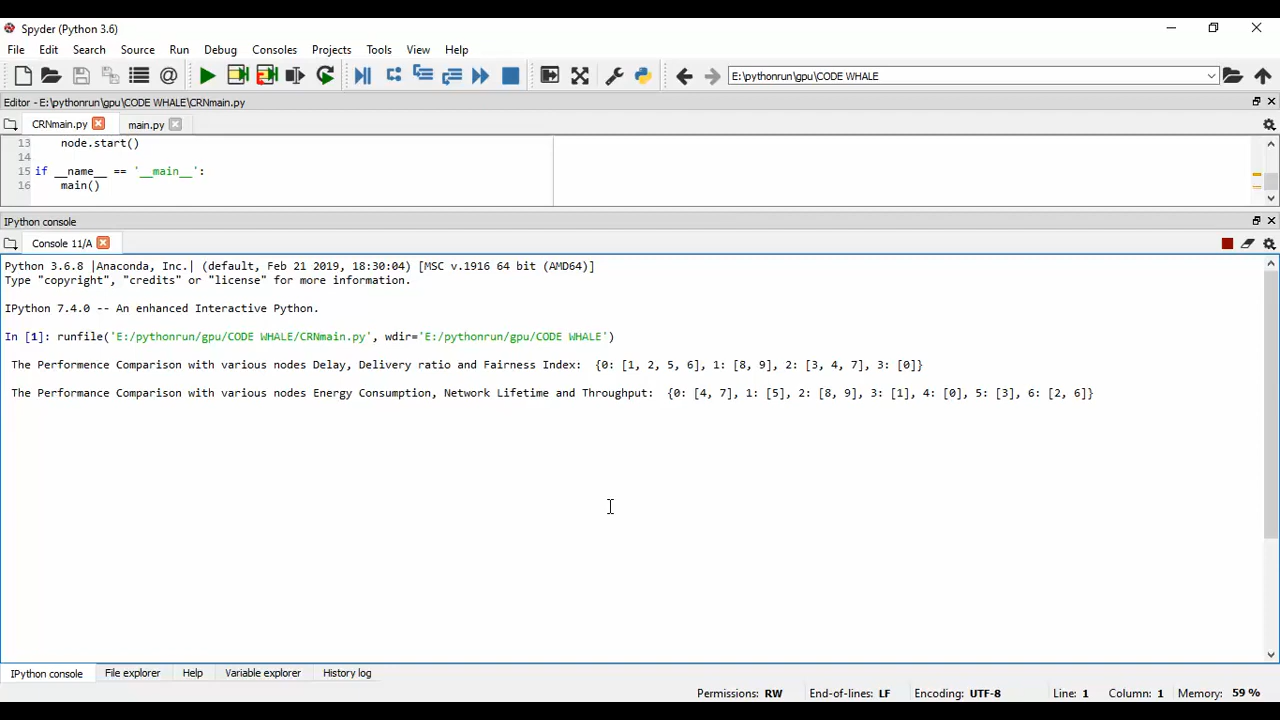 Spyder (Python 3.6)
File Edit Search Source Run Debug Consoles Projects Tools View Help
E:\pythonrun\gpu\CODE WHALE
Editor - E:\pythonrun\gpu\CODE WHALE\CRNmain.py
CRNmain.py main.py
13 node.start()
14
15 if __name__ == '__main__':
16 main()
IPython console
Console 11/A
Python 3.6.8 |Anaconda, Inc.| (default, Feb 21 2019, 18:30:04) [MSC v.1916 64 bit (AMD64)]
Type "copyright", "credits" or "license" for more information.
IPython 7.4.0 -- An enhanced Interactive Python.
In [1]: runfile('E:/pythonrun/gpu/CODE WHALE/CRNmain.py', wdir='E:/pythonrun/gpu/CODE WHALE')
The Performence Comparison with various nodes Delay, Delivery ratio and Fairness Index: {0: [1, 2, 5, 6], 1: [8, 9], 2: [3, 4, 7], 3: [0]}
The Performance Comparison with various nodes Energy Consumption, Network Lifetime and Throughput: {0: [4, 7], 1: [5], 2: [8, 9], 3: [1], 4: [0], 5: [3], 6: [2, 6]}
IPython console File explorer Help Variable explorer History log
Permissions: RW End-of-lines: LF Encoding: UTF-8 Line: 1 Column: 1 Memory: 59 %